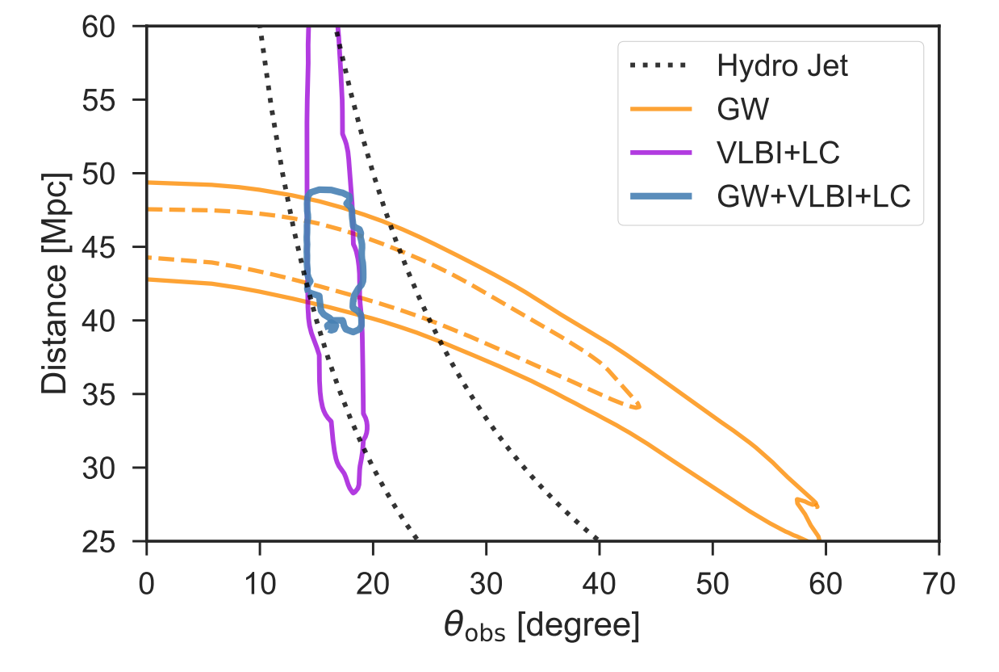 60
55
50
45
40
35
30
25
Distance [Mpc]
Hydro Jet
GW
VLBI+LC
GW+VLBI+LC
0 10 20 30 40 50 60 70
θobs [degree]